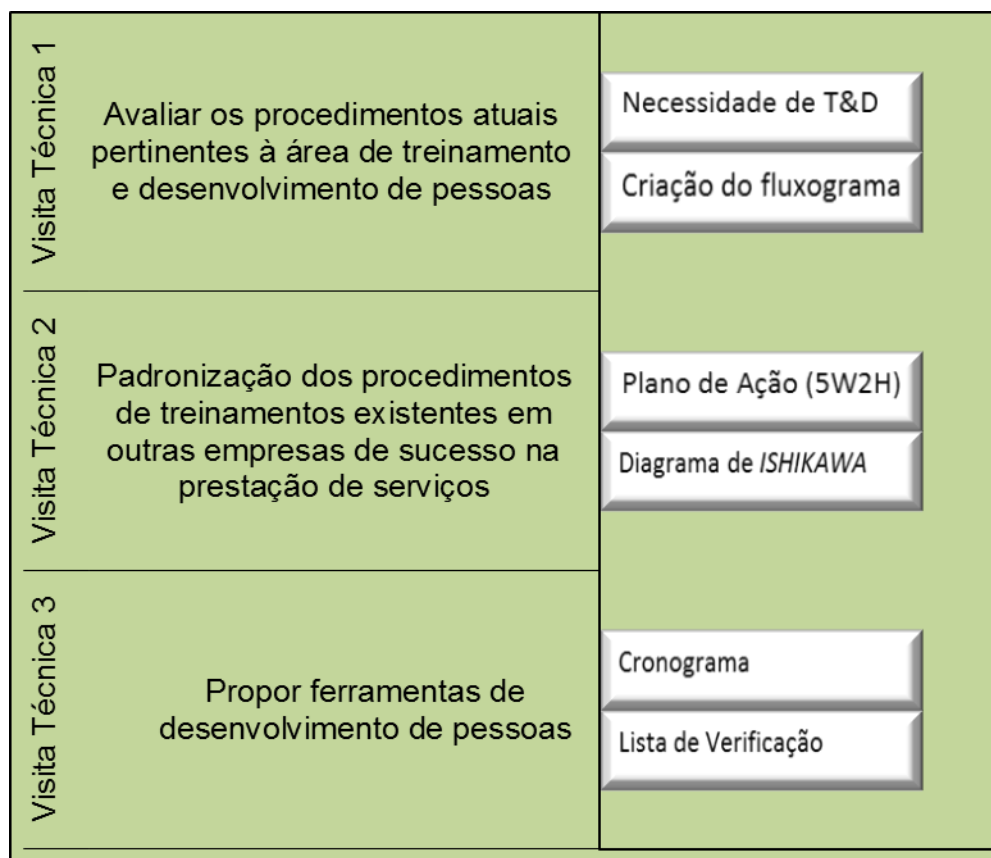 Visita Técnica 1
Avaliar os procedimentos atuais
pertinentes à área de treinamento
e desenvolvimento de pessoas
Necessidade de T&D
Criação do fluxograma
Visita Técnica 2
Padronização dos procedimentos
de treinamentos existentes em
outras empresas de sucesso na
prestação de serviços
Plano de Ação (5W2H)
Diagrama de ISHIKAWA
Visita Técnica 3
Propor ferramentas de
desenvolvimento de pessoas
Cronograma
Lista de Verificação